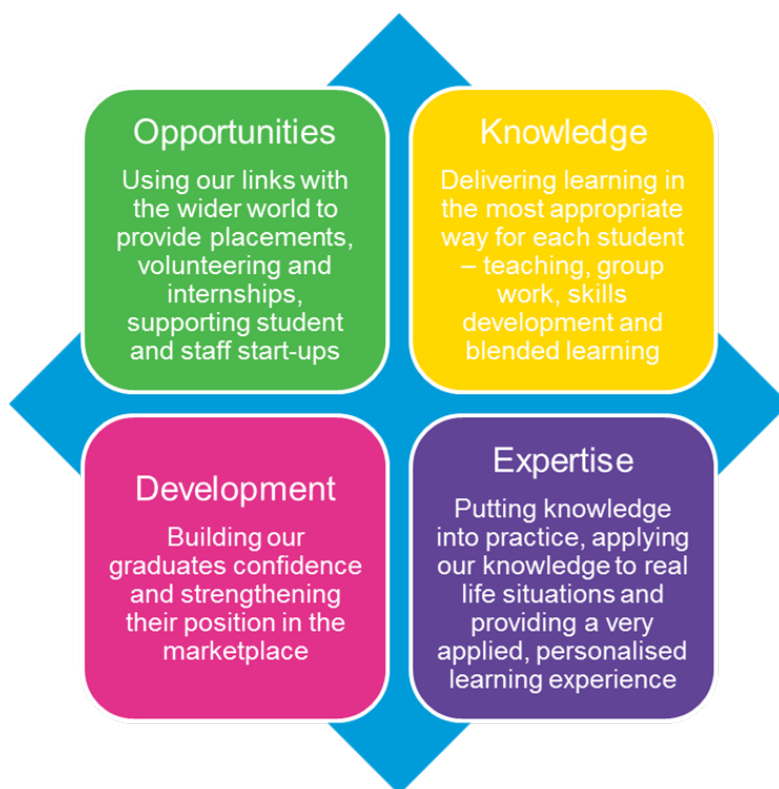 Opportunities
Using our links with
the wider world to
provide placements,
volunteering and
internships,
supporting student
and staff start-ups
Knowledge
Delivering learning in
the most appropriate
way for each student
– teaching, group
work, skills
development and
blended learning
Development
Building our
graduates confidence
and strengthening
their position in the
marketplace
Expertise
Putting knowledge
into practice, applying
our knowledge to real
life situations and
providing a very
applied, personalised
learning experience